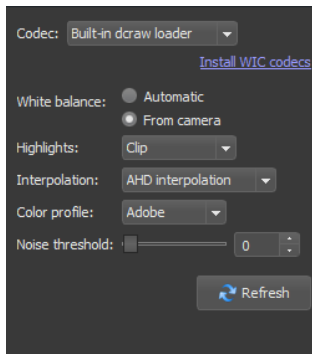 Codec: Built-in dcraw loader
Install WIC codecs
White balance: Automatic
From camera
Highlights: Clip
Interpolation: AHD interpolation
Color profile: Adobe
Noise threshold: 0
Refresh